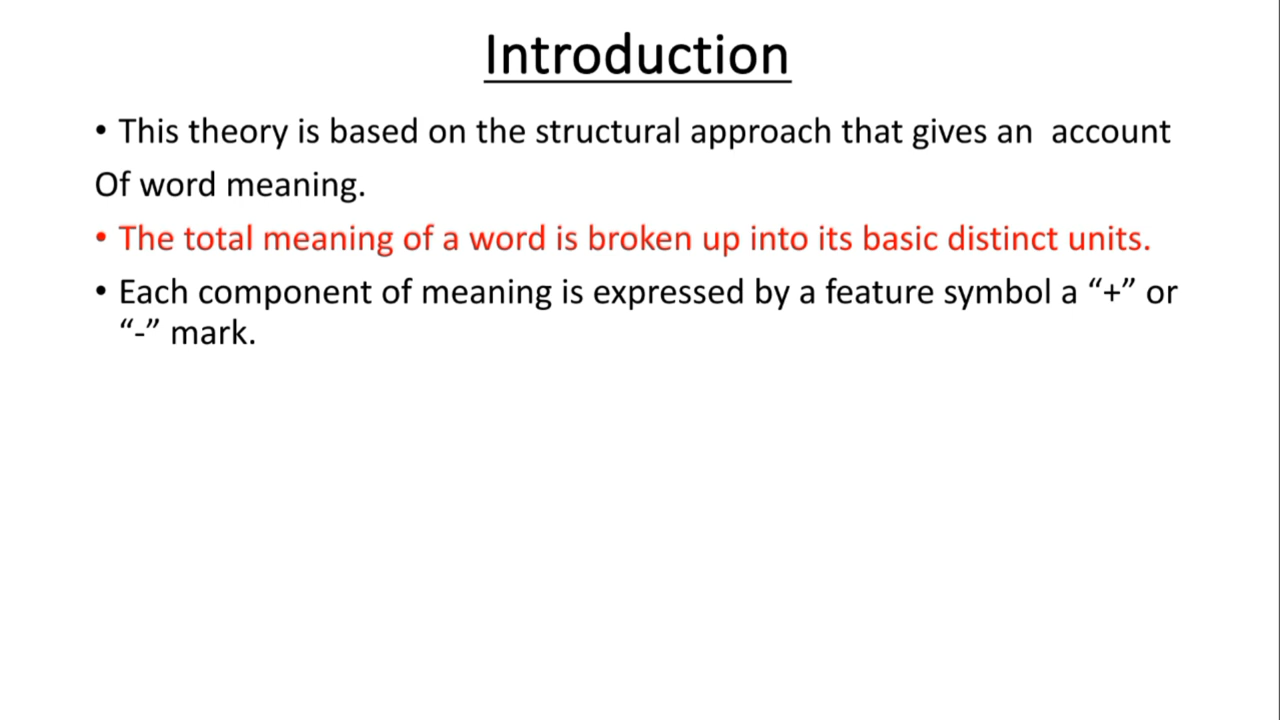 Introduction
• This theory is based on the structural approach that gives an  account
Of word meaning.
• The total meaning of a word is broken up into its basic distinct units.
• Each component of meaning is expressed by a feature symbol a “+” or
“-” mark.